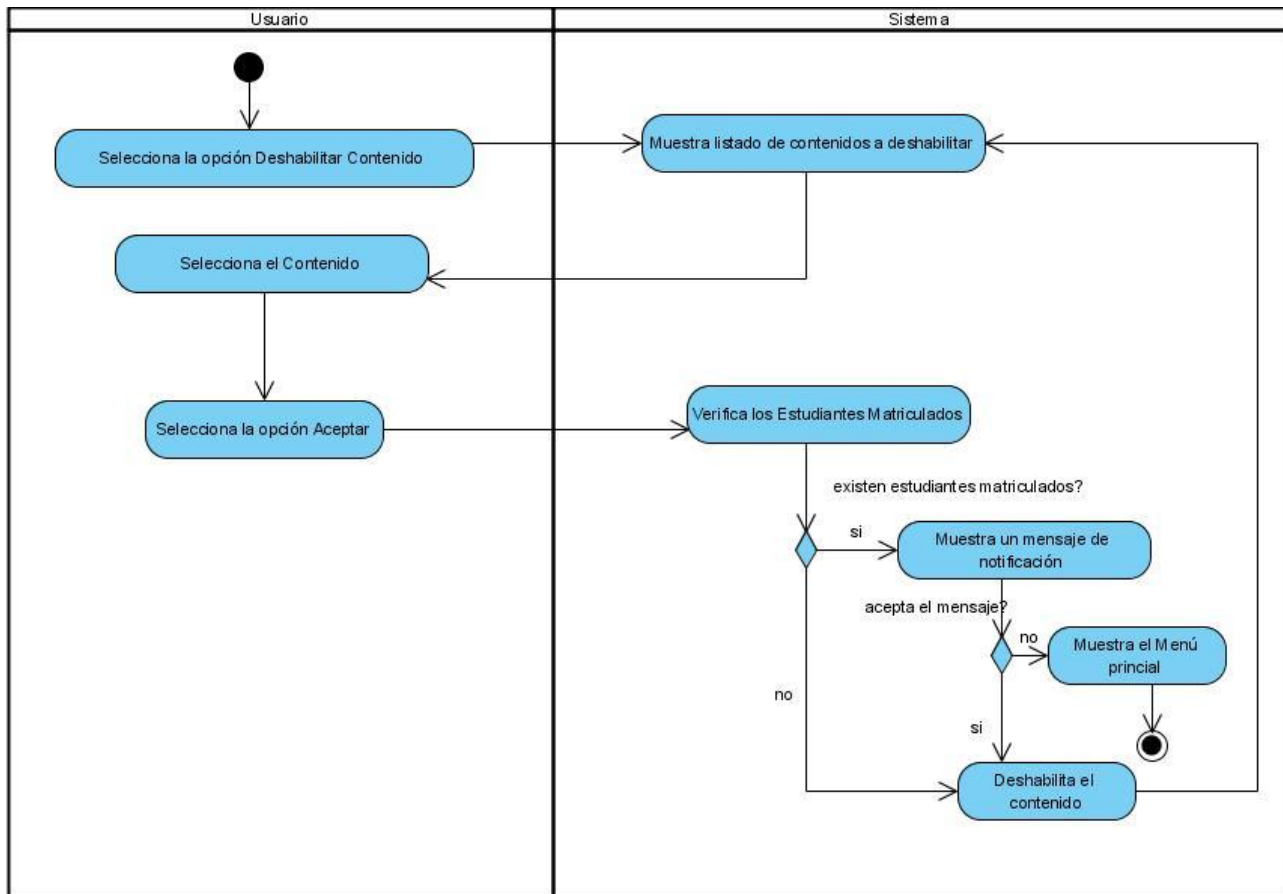 Usuario
Sistema
Selecciona la opción Deshabilitar Contenido
Muestra listado de contenidos a deshabilitar
Selecciona el Contenido
Selecciona la opción Aceptar
Verifica los Estudiantes Matriculados
existen estudiantes matriculados?
si
Muestra un mensaje de
notificación
acepta el mensaje?
no
Muestra el Menú
princial
no
si
Deshabilita el
contenido